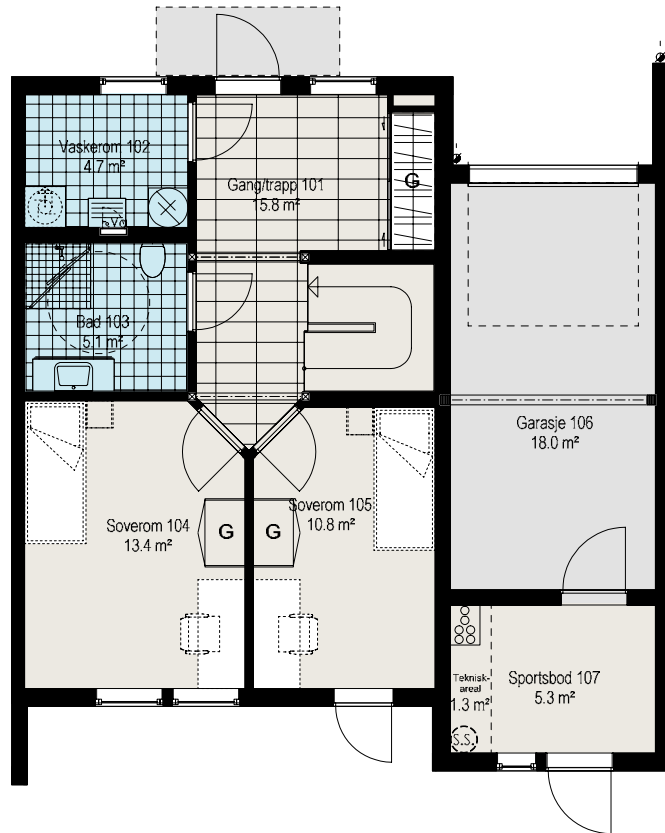 Vaskerom 102
4.7 m²
Gang/trapp 101
15.8 m²
G
Bad 103
5.1 m²
Garasje 106
18.0 m²
Soverom 104
13.4 m²
G
G
Soverom 105
10.8 m²
Teknisk-
areal
1.3 m²
Sportsbod 107
5.3 m²
S.S.